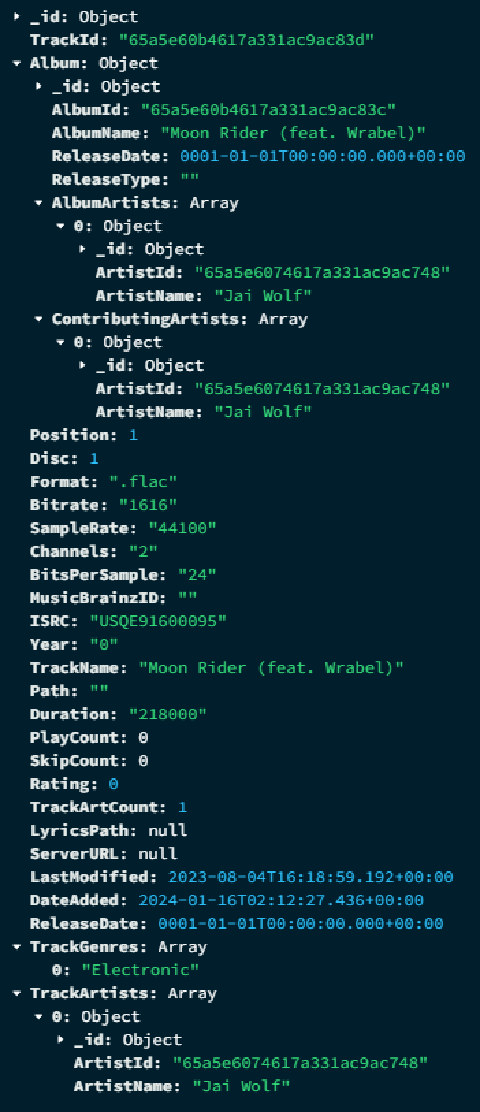 _id: Object
TrackId: "65a5e60b4617a331ac9ac83d"
Album: Object
_id: Object
AlbumId: "65a5e60b4617a331ac9ac83c"
AlbumName: "Moon Rider (feat. Wrabel)"
ReleaseDate: 0001-01-01T00:00:00.000+00:00
ReleaseType: ""
AlbumArtists: Array
0: Object
_id: Object
ArtistId: "65a5e6074617a331ac9ac748"
ArtistName: "Jai Wolf"
ContributingArtists: Array
0: Object
_id: Object
ArtistId: "65a5e6074617a331ac9ac748"
ArtistName: "Jai Wolf"
Position: 1
Disc: 1
Format: ".flac"
Bitrate: "1616"
SampleRate: "44100"
Channels: "2"
BitsPerSample: "24"
MusicBrainzID: ""
ISRC: "USQE91600095"
Year: "0"
TrackName: "Moon Rider (feat. Wrabel)"
Path: ""
Duration: "218000"
PlayCount: 0
SkipCount: 0
Rating: 0
TrackArtCount: 1
LyricsPath: null
ServerURL: null
LastModified: 2023-08-04T16:18:59.192+00:00
DateAdded: 2024-01-16T02:12:27.436+00:00
ReleaseDate: 0001-01-01T00:00:00.000+00:00
TrackGenres: Array
0: "Electronic"
TrackArtists: Array
0: Object
_id: Object
ArtistId: "65a5e6074617a331ac9ac748"
ArtistName: "Jai Wolf"